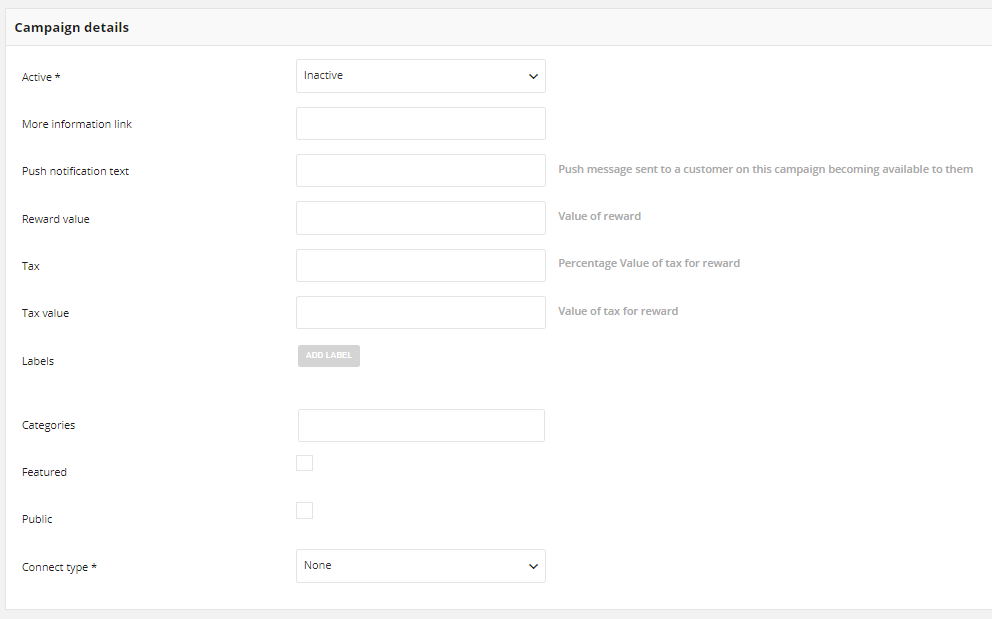 Campaign details
Active *
Inactive
More information link
Push notification text
Push message sent to a customer on this campaign becoming available to them
Reward value
Value of reward
Tax
Percentage Value of tax for reward
Tax value
Value of tax for reward
Labels
ADD LABEL
Categories
Featured
Public
Connect type *
None